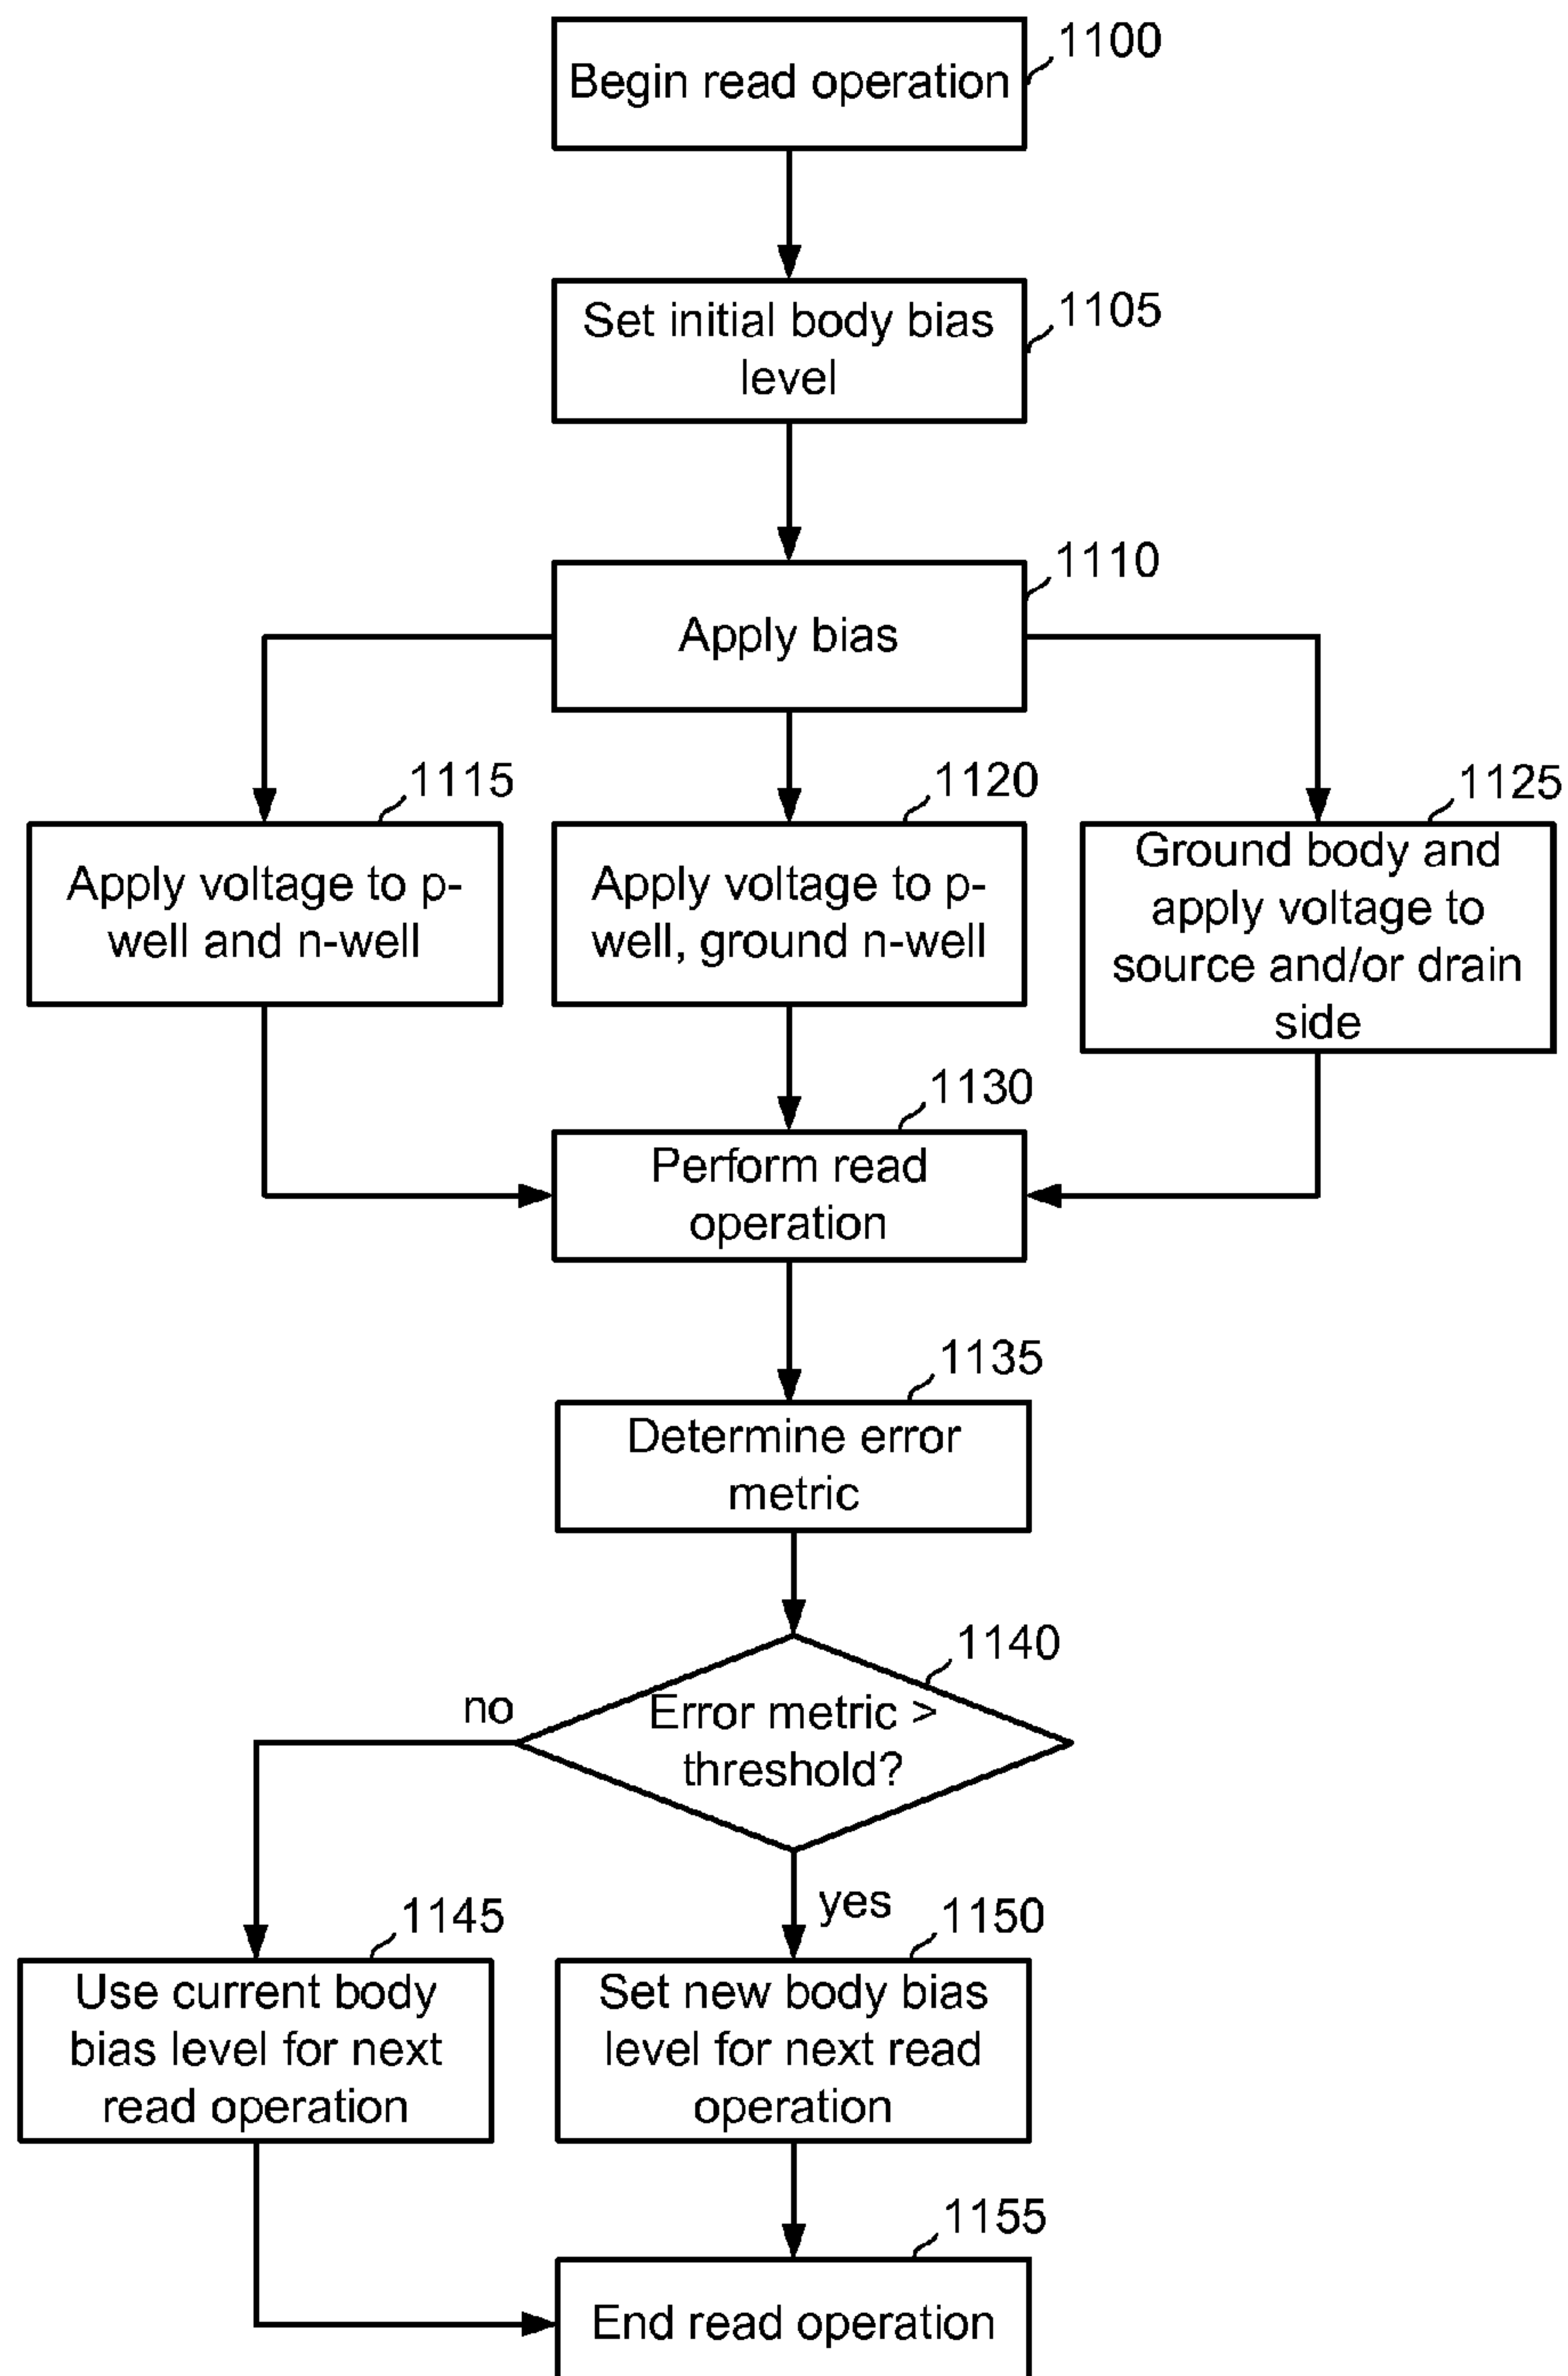 1100
Begin read operation
1105
Set initial body bias
level
1110
Apply bias
1115
Apply voltage to p-
well and n-well
1120
Apply voltage to p-
well, ground n-well
1125
Ground body and
apply voltage to
source and/or drain
side
1130
Perform read
operation
1135
Determine error
metric
1140
Error metric >
threshold?
no
yes
1145
Use current body
bias level for next
read operation
1150
Set new body bias
level for next read
operation
1155
End read operation